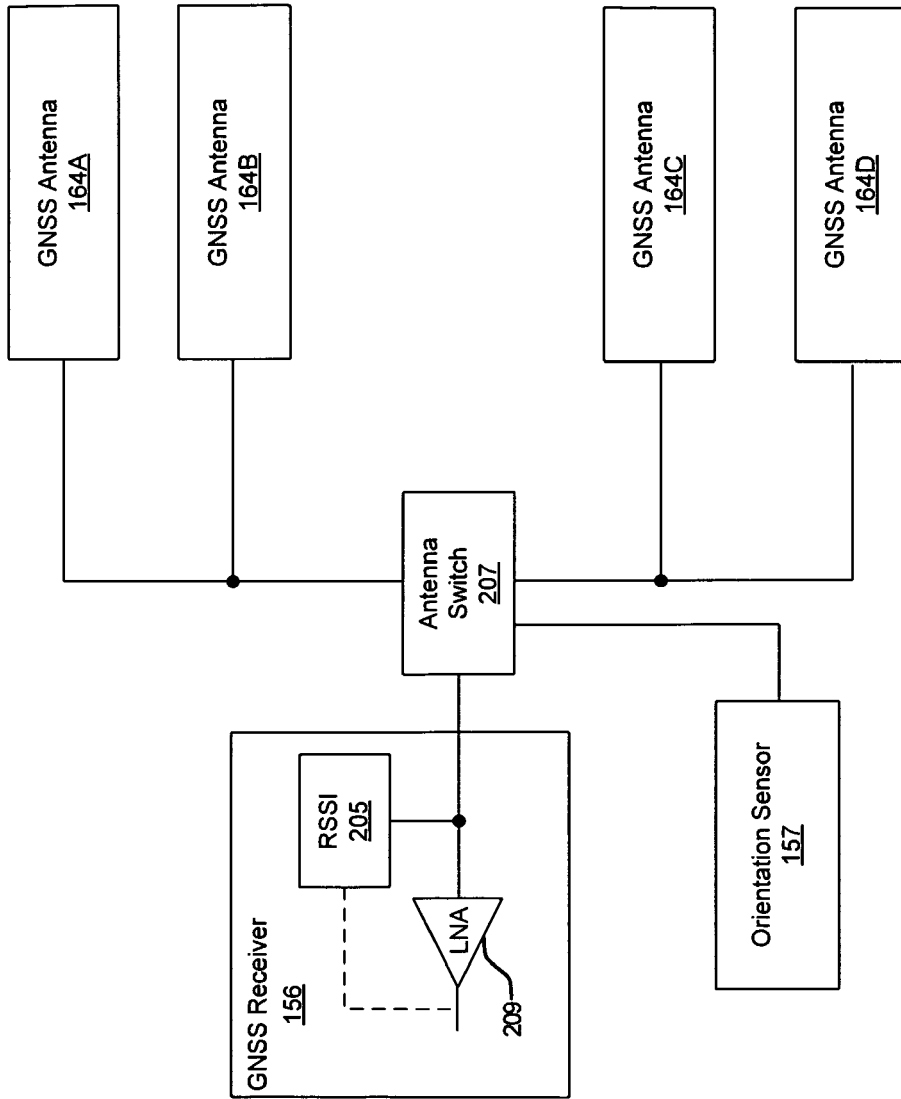 GNSS Receiver
156
RSSI
205
LNA
209
Antenna
Switch
207
Orientation Sensor
157
GNSS Antenna
164A
GNSS Antenna
164B
GNSS Antenna
164C
GNSS Antenna
164D